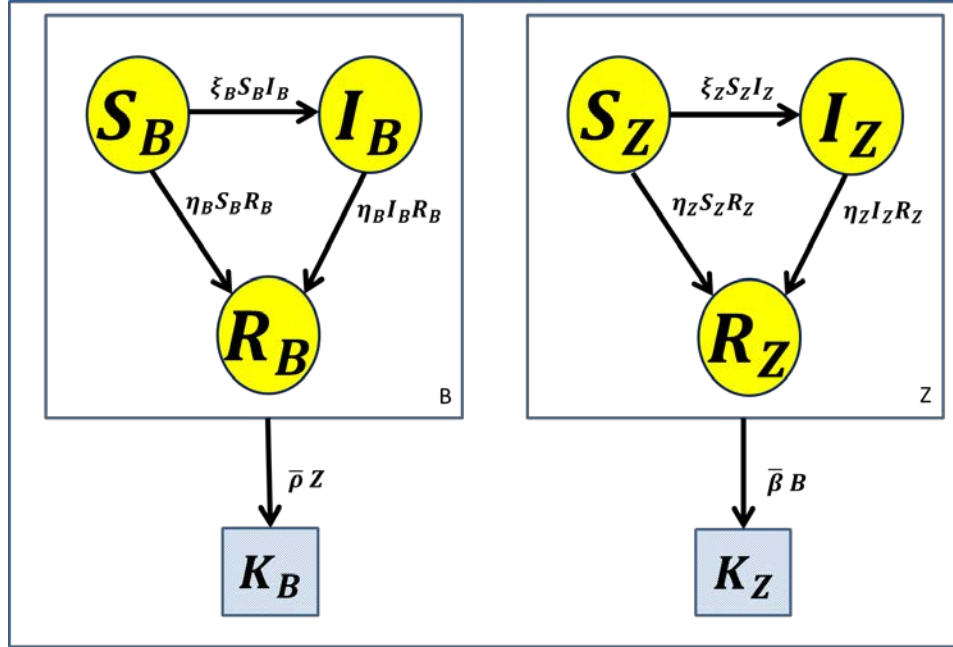 ξ_B S_B I_B
ξ_Z S_Z I_Z
S_B
I_B
S_Z
I_Z
η_B S_B R_B
η_B I_B R_B
η_Z S_Z R_Z
η_Z I_Z R_Z
R_B
R_Z
B
Z
ρ̅ Z
β̅ B
K_B
K_Z